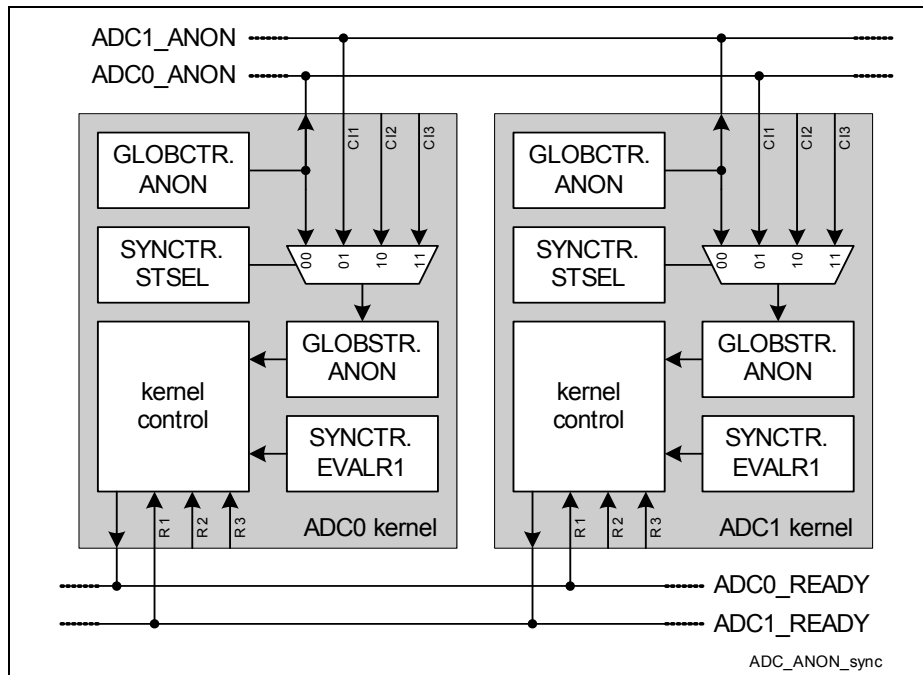 ADC1_ANON
ADC0_ANON
GLOBCTR.
ANON
CI1
CI2
CI3
SYNCTR.
STSEL
00
01
10
11
GLOBSTR.
ANON
kernel
control
SYNCTR.
EVALR1
R1
R2
R3
ADC0 kernel
GLOBCTR.
ANON
CI1
CI2
CI3
SYNCTR.
STSEL
00
01
10
11
GLOBSTR.
ANON
kernel
control
SYNCTR.
EVALR1
R1
R2
R3
ADC1 kernel
ADC0_READY
ADC1_READY
ADC_ANON_sync